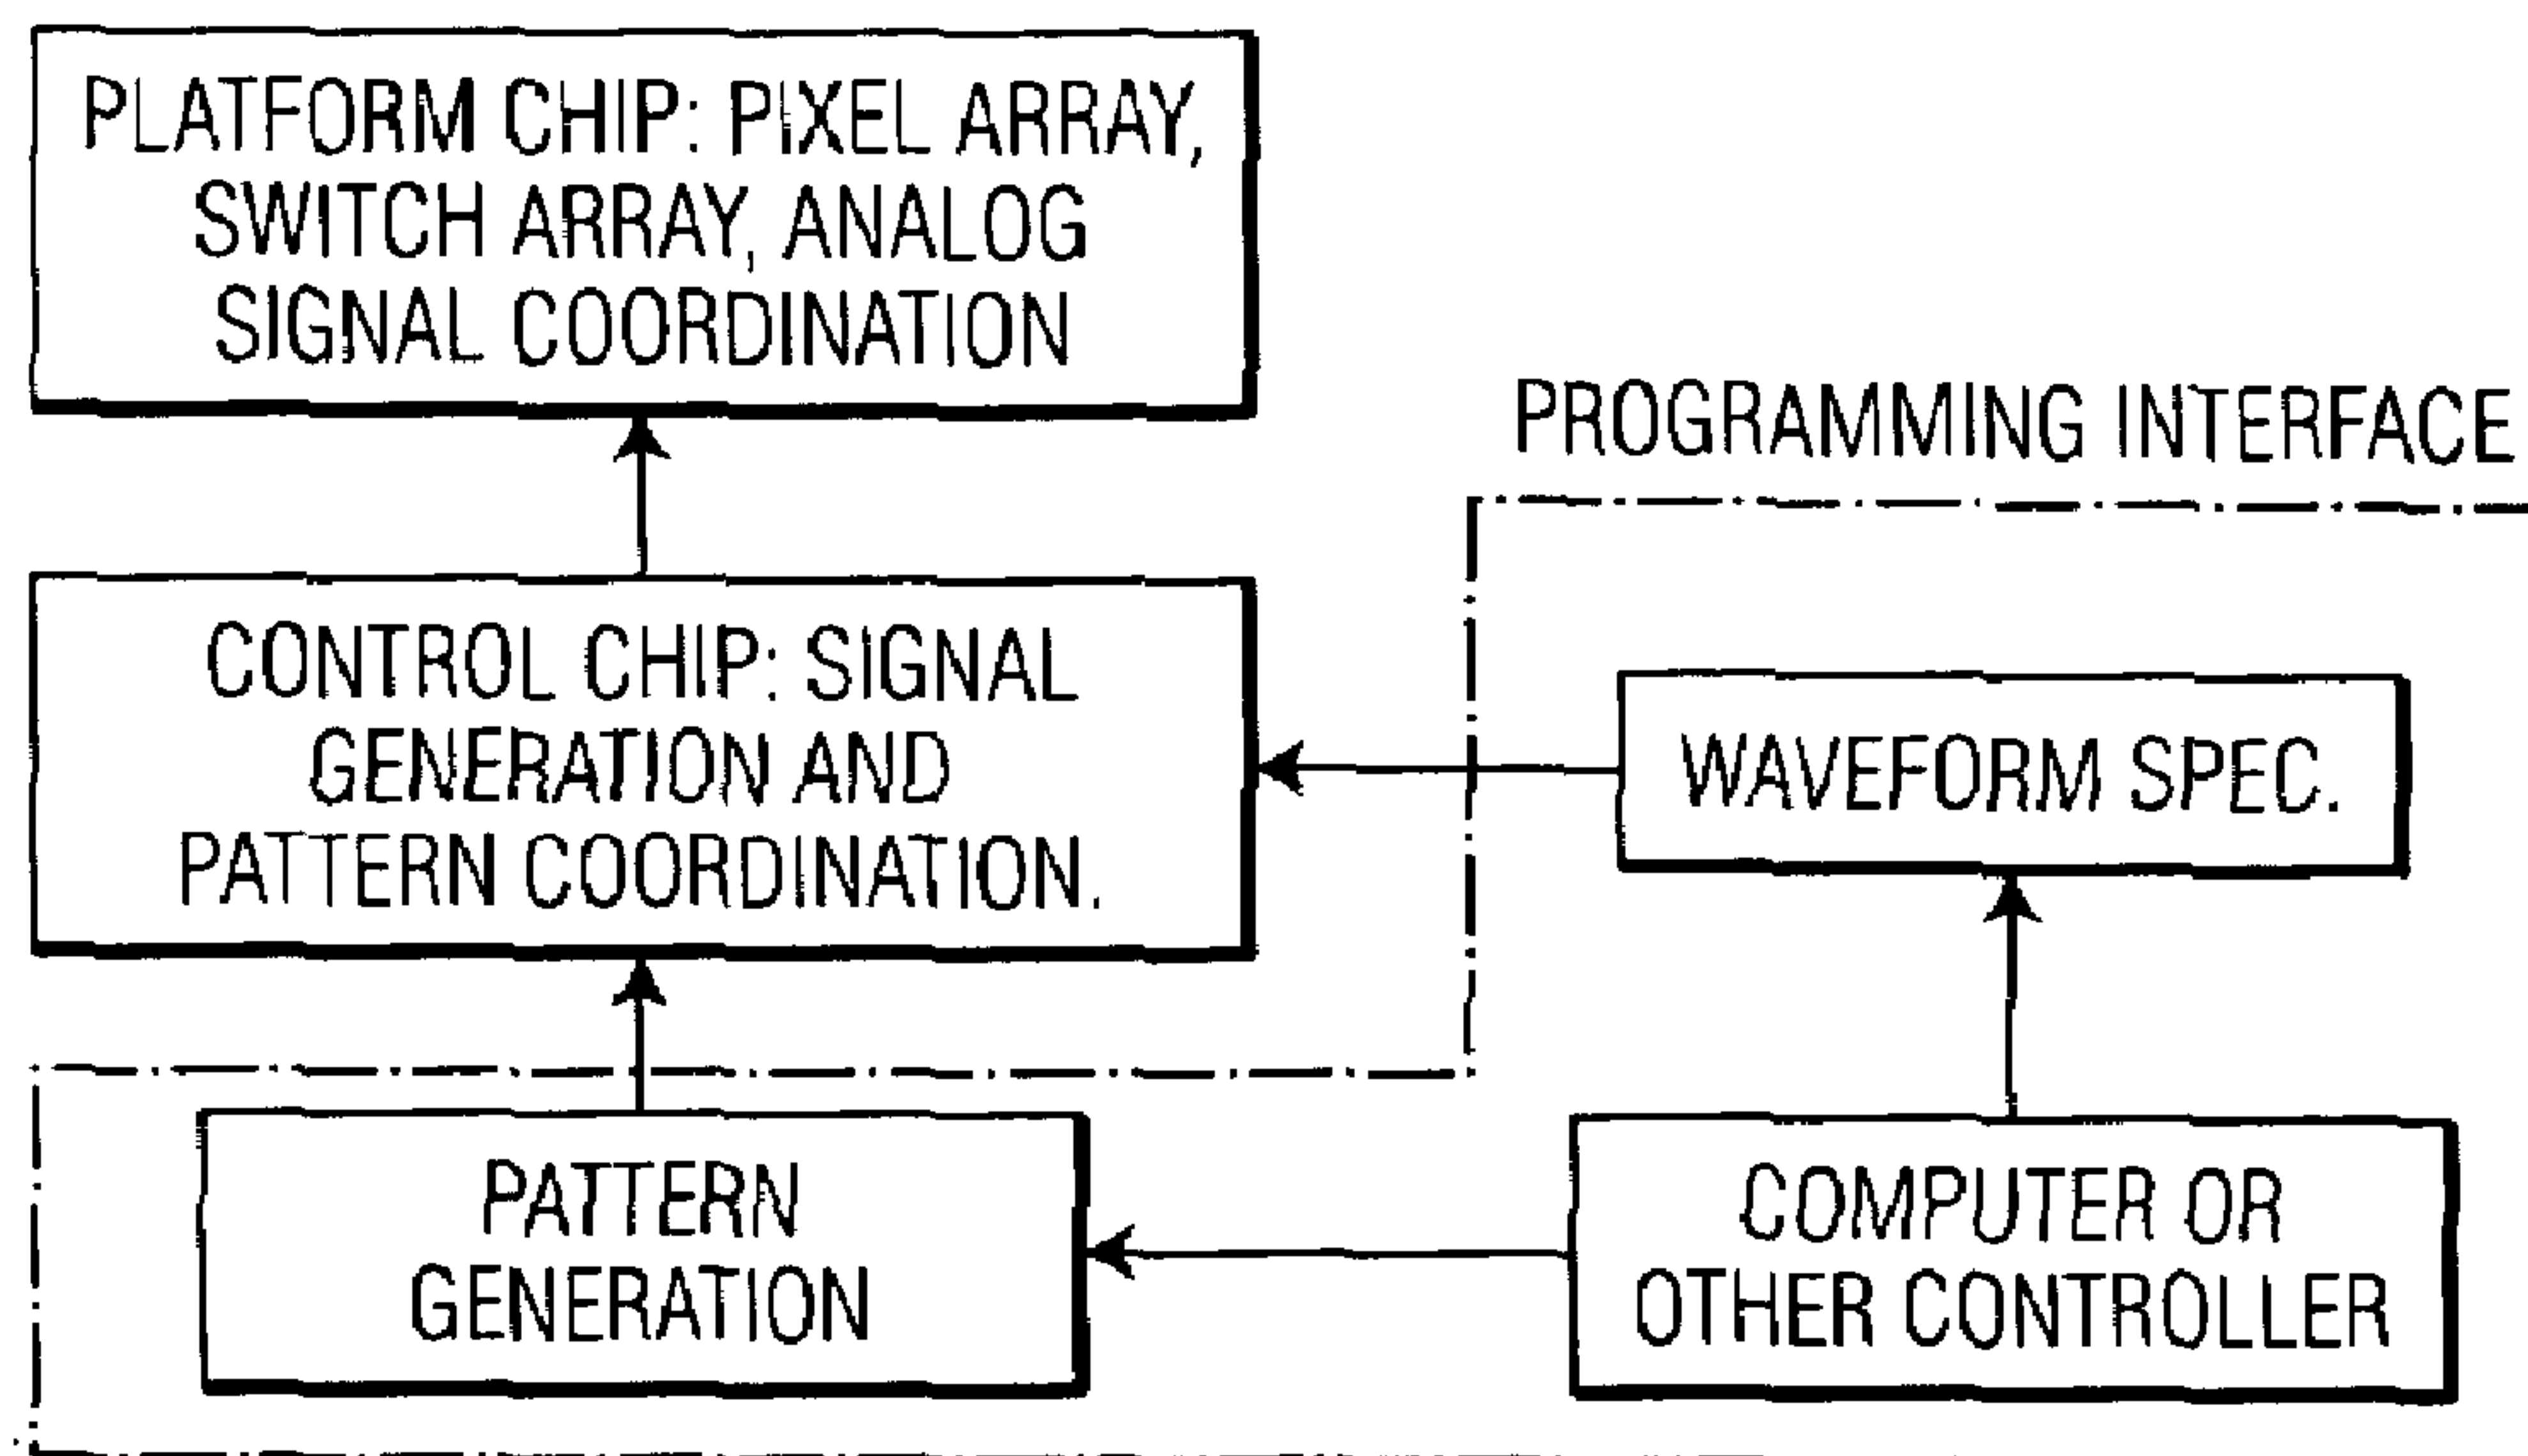 PLATFORM CHIP: PIXEL ARRAY,
SWITCH ARRAY, ANALOG
SIGNAL COORDINATION
PROGRAMMING INTERFACE
CONTROL CHIP: SIGNAL
GENERATION AND
PATTERN COORDINATION.
WAVEFORM SPEC.
PATTERN
GENERATION
COMPUTER OR
OTHER CONTROLLER